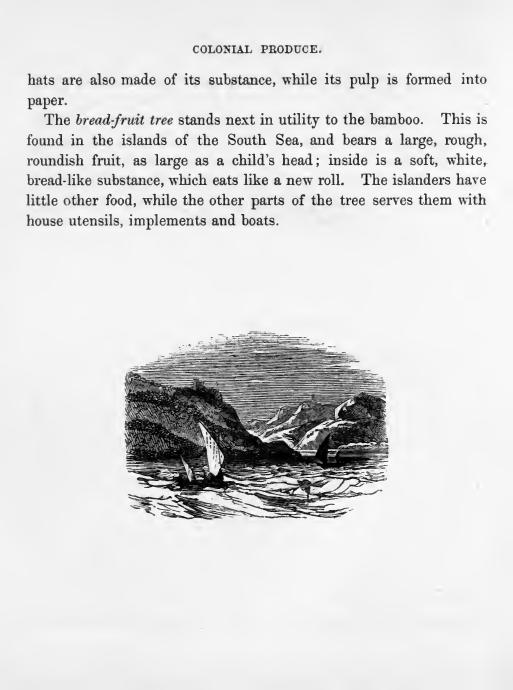 COLONIAL PRODUCE.
hats are also made of its substance, while its pulp is formed into
paper.
The bread-fruit tree stands next in utility to the bamboo. This is
found in the islands of the South Sea, and bears a large, rough,
roundish fruit, as large as a child's head; inside is a soft, white,
bread-like substance, which eats like a new roll. The islanders have
little other food, while the other parts of the tree serves them with
house utensils, implements and boats.